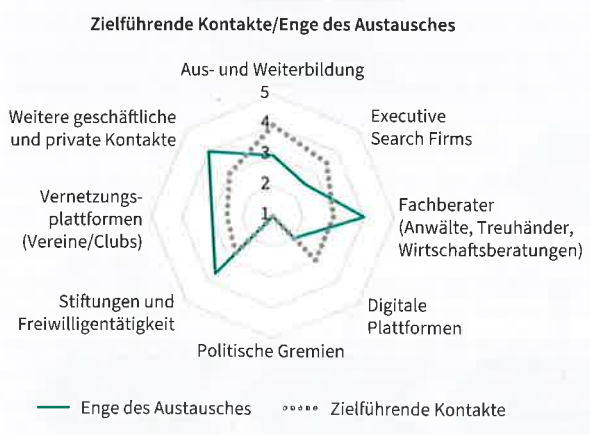 Zielführende Kontakte/Enge des Austausches
Aus- und Weiterbildung
5
4
3
2
1
Executive
Search Firms
Fachberater
(Anwälte, Treuhänder,
Wirtschaftsberatungen)
Digitale
Plattformen
Politische Gremien
Stiftungen und
Freiwilligentätigkeit
Vernetzungs-
plattformen
(Vereine/Clubs)
Weitere geschäftliche
und private Kontakte
Enge des Austausches
Zielführende Kontakte